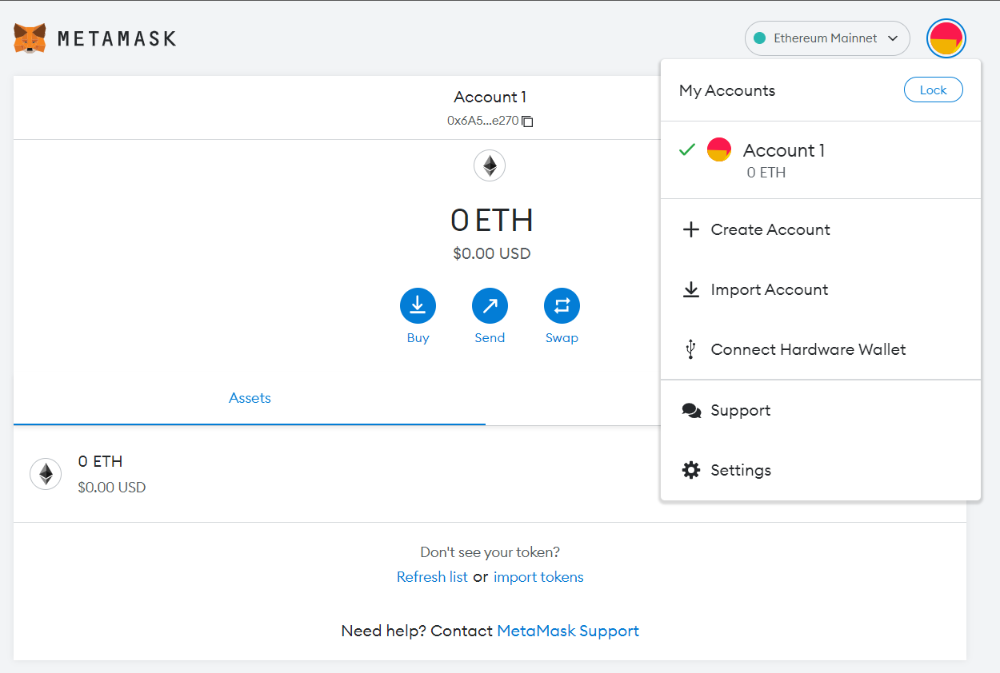 METAMASK
Ethereum Mainnet
Account 1
0x6A5...e270
0 ETH
$0.00 USD
Buy
Send
Swap
Assets
0 ETH
$0.00 USD
Don't see your token?
Refresh list or import tokens
Need help? Contact MetaMask Support
My Accounts
Lock
Account 1
0 ETH
Create Account
Import Account
Connect Hardware Wallet
Support
Settings